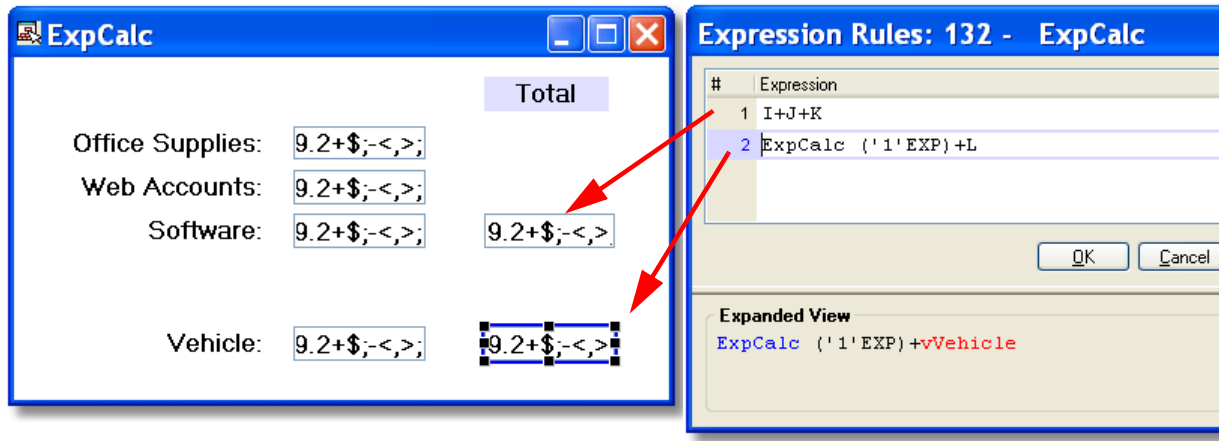 ExpCalc
Total
Office Supplies: 9.2+$;-<,>;
Web Accounts: 9.2+$;-<,>;
Software: 9.2+$;-<,>; 9.2+$;-<,>
Vehicle: 9.2+$;-<,>; 9.2+$;-<,>
Expression Rules: 132 - ExpCalc
# Expression
1 I+J+K
2 ExpCalc ('1'EXP)+L
OK Cancel
Expanded View
ExpCalc ('1'EXP)+vVehicle